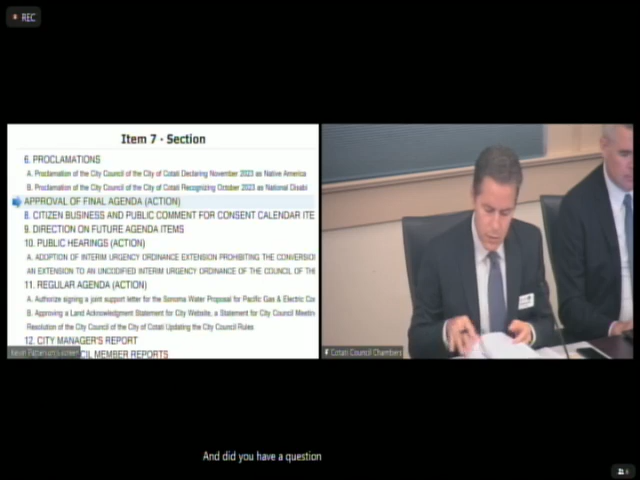 REC
Item 7 - Section
6. PROCLAMATIONS
A. Proclamation of the City Council of the City of Cotati Declaring November 2023 as Native America
B. Proclamation of the City Council of the City of Cotati Recognizing October 2023 as National Disabi
APPROVAL OF FINAL AGENDA (ACTION)
8. CITIZEN BUSINESS AND PUBLIC COMMENT FOR CONSENT CALENDAR ITE
9. DIRECTION ON FUTURE AGENDA ITEMS
10. PUBLIC HEARINGS (ACTION)
A. ADOPTION OF INTERIM URGENCY ORDINANCE EXTENSION PROHIBITING THE CONVERSION
AN EXTENSION TO AN UNCODIFIED INTERIM URGENCY ORDINANCE OF THE COUNCIL OF TH
11. REGULAR AGENDA (ACTION)
A. Authorize signing a joint support letter for the Sonoma Water Proposal for Pacific Gas & Electric Co
B. Approving a Land Acknowledgment Statement for City Website, a Statement for City Council Meetin
Resolution of the City Council of the City of Cotati Updating the City Council Rules
12. CITY MANAGER'S REPORT
CIL MEMBER REPORTS
Kevin screen
Cotati Council Chambers
And did you have a question